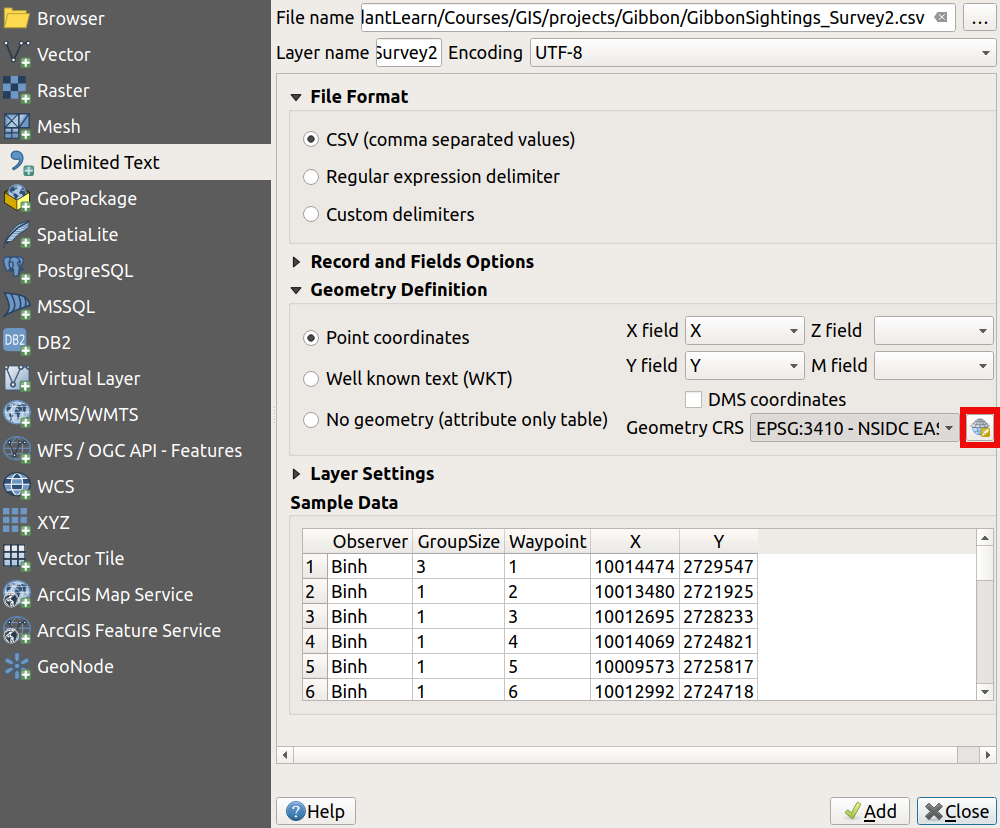 Browser
Vector
Raster
Mesh
Delimited Text
GeoPackage
SpatiaLite
PostgreSQL
MSSQL
DB2
DB2
Virtual Layer
WMS/WMTS
WFS / OGC API - Features
WCS
XYZ
Vector Tile
ArcGIS Map Service
ArcGIS Feature Service
GeoNode
File name lantLearn/Courses/GIS/projects/Gibbon/GibbonSightings_Survey2.csv ...
Layer name Survey2 Encoding UTF-8
File Format
CSV (comma separated values)
Regular expression delimiter
Custom delimiters
Record and Fields Options
Geometry Definition
Point coordinates
Well known text (WKT)
No geometry (attribute only table)
X field X Z field
Y field Y M field
DMS coordinates
Geometry CRS EPSG:3410 - NSIDC EAS
Layer Settings
Sample Data
Observer GroupSize Waypoint X Y
1 Binh 3 1 10014474 2729547
2 Binh 1 2 10013480 2721925
3 Binh 1 3 10012695 2728233
4 Binh 1 4 10014069 2724821
5 Binh 1 5 10009573 2725817
6 Binh 1 6 10012992 2724718
Help Add Close